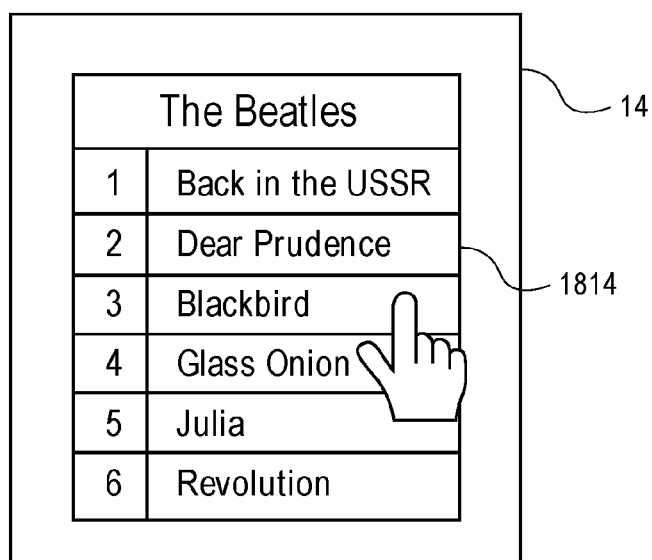 The Beatles
14
1 Back in the USSR
2 Dear Prudence
1814
3 Blackbird
4 Glass Onion
5 Julia
6 Revolution